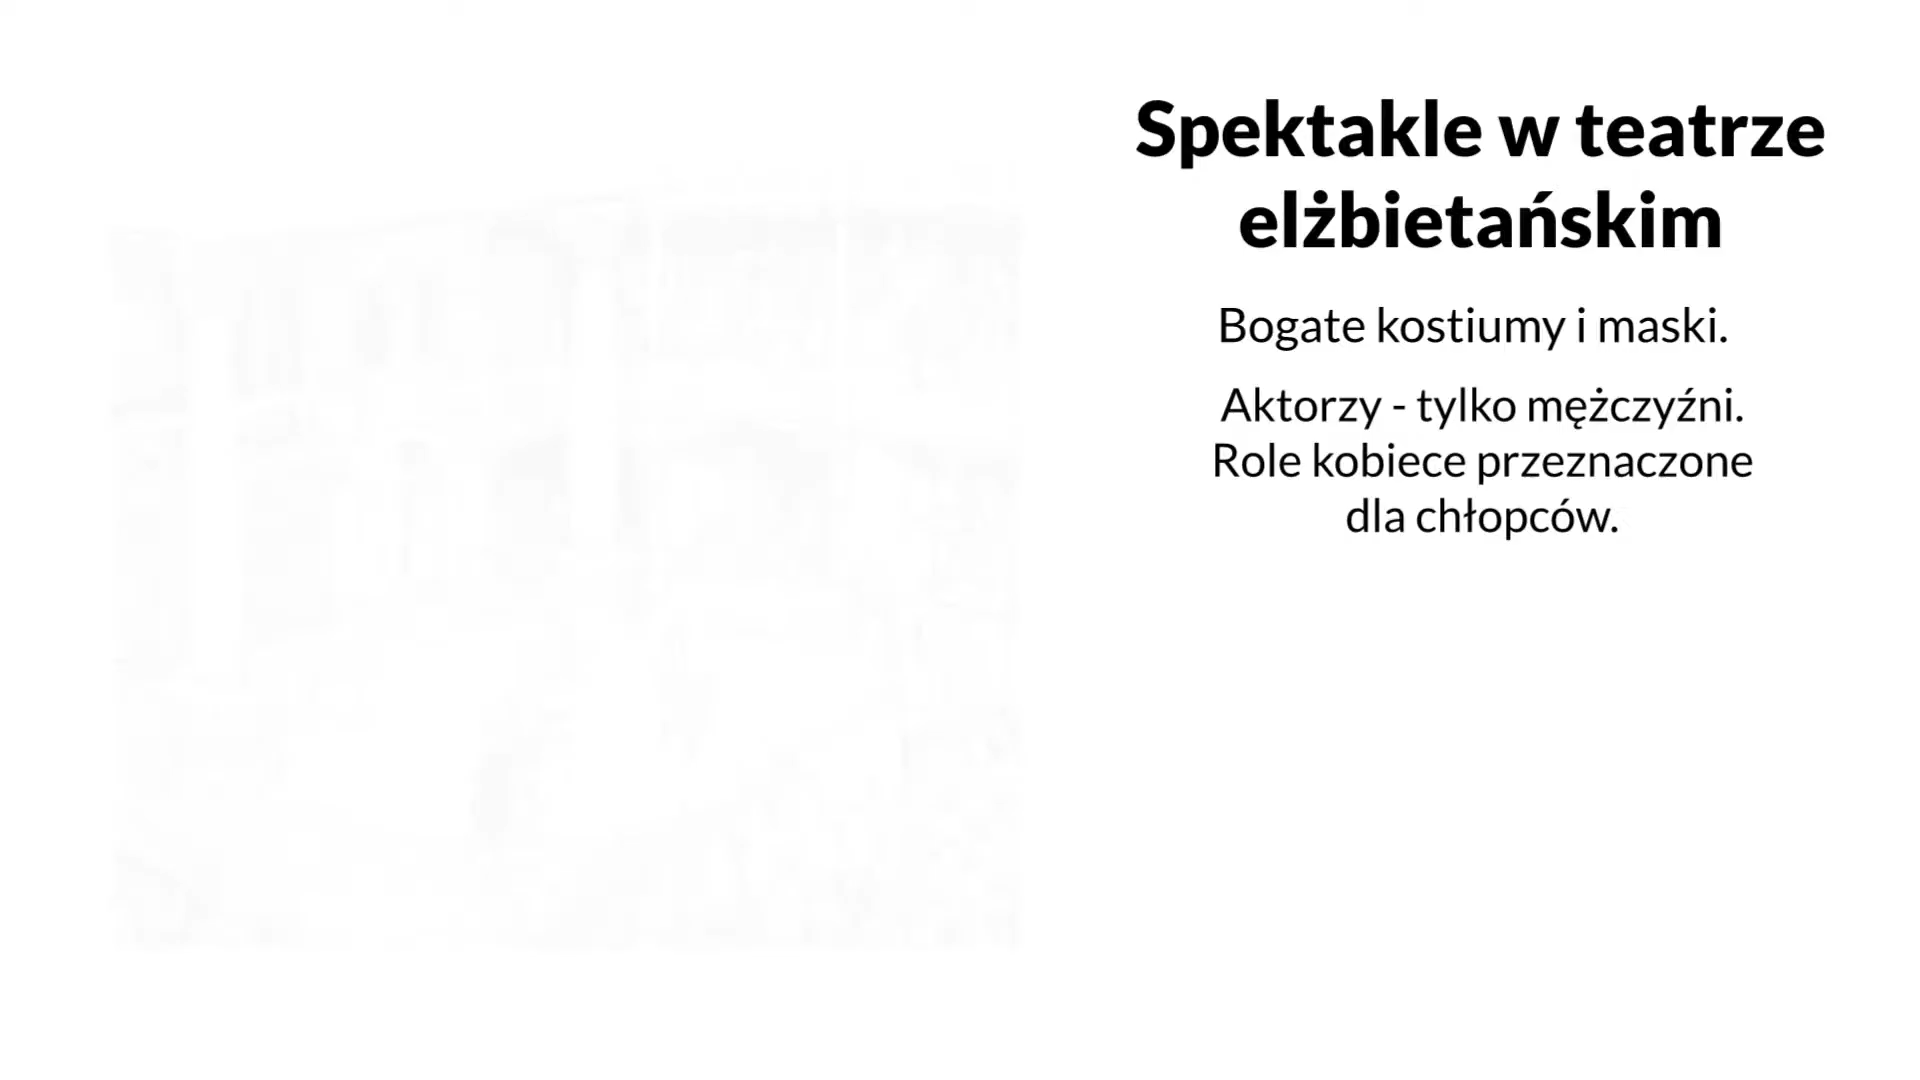 Spektakle w teatrze
elżbietańskim
Bogate kostiumy i maski.
Aktorzy - tylko mężczyźni.
Role kobiece przeznaczone
dla chłopców.